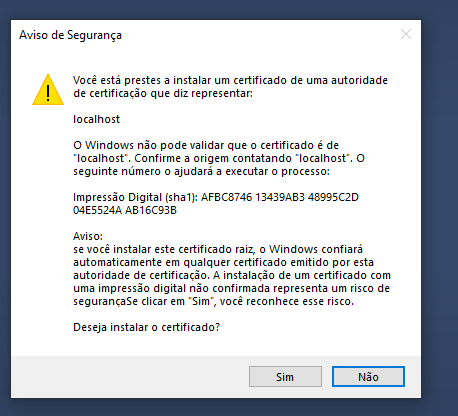 Aviso de Segurança
Você está prestes a instalar um certificado de uma autoridade
de certificação que diz representar:
localhost
O Windows não pode validar que o certificado é de
"localhost". Confirme a origem contatando "localhost". O
seguinte número o ajudará a executar o processo:
Impressão Digital (sha1): AFBC8746 13439AB3 48995C2D
04E5524A AB16C93B
Aviso:
se você instalar este certificado raiz, o Windows confiará
automaticamente em qualquer certificado emitido por esta
autoridade de certificação. A instalação de um certificado com
uma impressão digital não confirmada representa um risco de
segurançaSe clicar em "Sim", você reconhece esse risco.
Deseja instalar o certificado?
Sim
Não